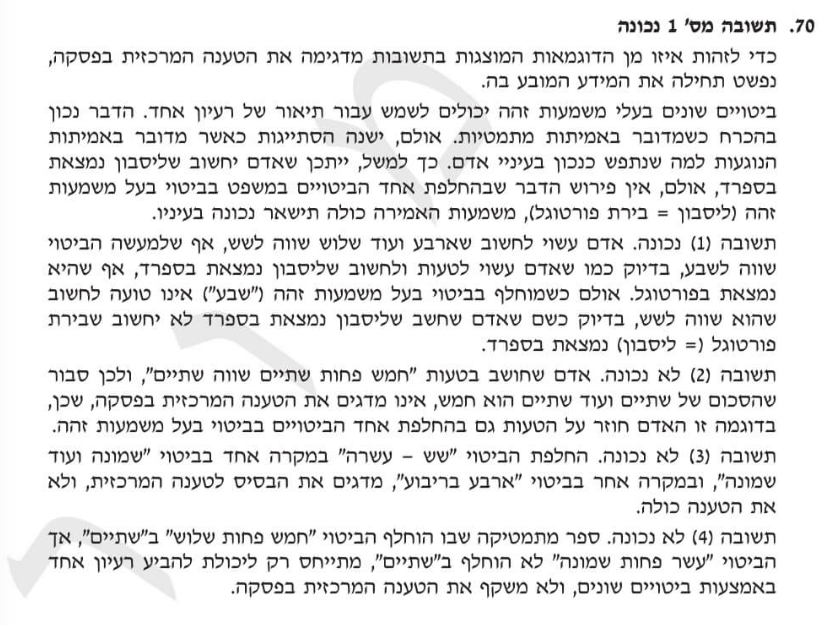 70. תשובה מס' 1 נכונה
כדי לזהות איזו מן הדוגמאות המוצגות בתשובות מדגימה את הטענה המרכזית בפסקה,
נפשט תחילה את המידע המובע בה.
ביטויים שונים בעלי משמעות זהה יכולים לשמש עבור תיאור של רעיון אחד. הדבר נכון
בהכרח כשמדובר באמיתות מתמטיות. אולם, ישנה הסתייגות כאשר מדובר באמיתות
הנוגעות למה שנתפש כנכון בעיניי אדם. כך למשל, ייתכן שאדם יחשוב שליסבון נמצאת
בספרד, אולם, אין פירוש הדבר שבהחלפת אחד הביטויים במשפט בביטוי בעל משמעות
זהה (ליסבון = בירת פורטוגל), משמעות האמירה כולה תישאר נכונה בעיניו.
תשובה (1) נכונה. אדם עשוי לחשוב שארבע ועוד שלוש שווה לשש, אף שלמעשה הביטוי
שווה לשבע, בדיוק כמו שאדם עשוי לטעות ולחשוב שליסבון נמצאת בספרד, אף שהיא
נמצאת בפורטוגל. אולם כשמוחלף בביטוי בעל משמעות זהה ("שבע") אינו טועה לחשוב
שהוא שווה לשש, בדיוק כשם שאדם שחשב שליסבון נמצאת בספרד לא יחשוב שבירת
פורטוגל (= ליסבון) נמצאת בספרד.
תשובה (2) לא נכונה. אדם שחושב בטעות "חמש פחות שתיים שווה שתיים", ולכן סבור
שהסכום של שתיים ועוד שתיים הוא חמש, אינו מדגים את הטענה המרכזית בפסקה, שכן,
בדוגמה זו האדם חוזר על הטעות גם בהחלפת אחד הביטויים בביטוי בעל משמעות זהה.
תשובה (3) לא נכונה. החלפת הביטוי "שש – עשרה" במקרה אחד בביטוי "שמונה ועוד
שמונה", ובמקרה אחר בביטוי "ארבע בריבוע", מדגים את הבסיס לטענה המרכזית, ולא
את הטענה כולה.
תשובה (4) לא נכונה. ספר מתמטיקה שבו הוחלף הביטוי "חמש פחות שלוש" ב"שתיים", אך
הביטוי "עשר פחות שמונה" לא הוחלף ב"שתיים", מתייחס רק ליכולת להביע רעיון אחד
באמצעות ביטויים שונים, ולא משקף את הטענה המרכזית בפסקה.